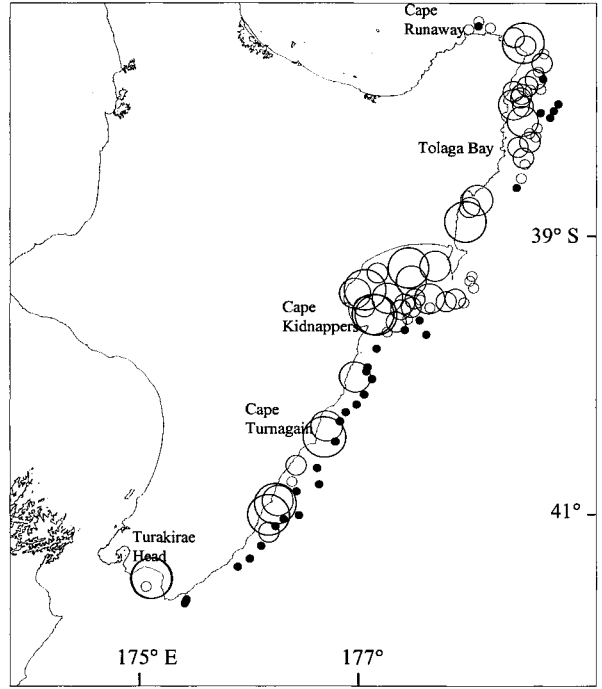 Cape
Runaway
Tolaga Bay
39° S
Cape
Kidnappers
Cape
Turnagain
41°
Turakirae
Head
175° E
177°